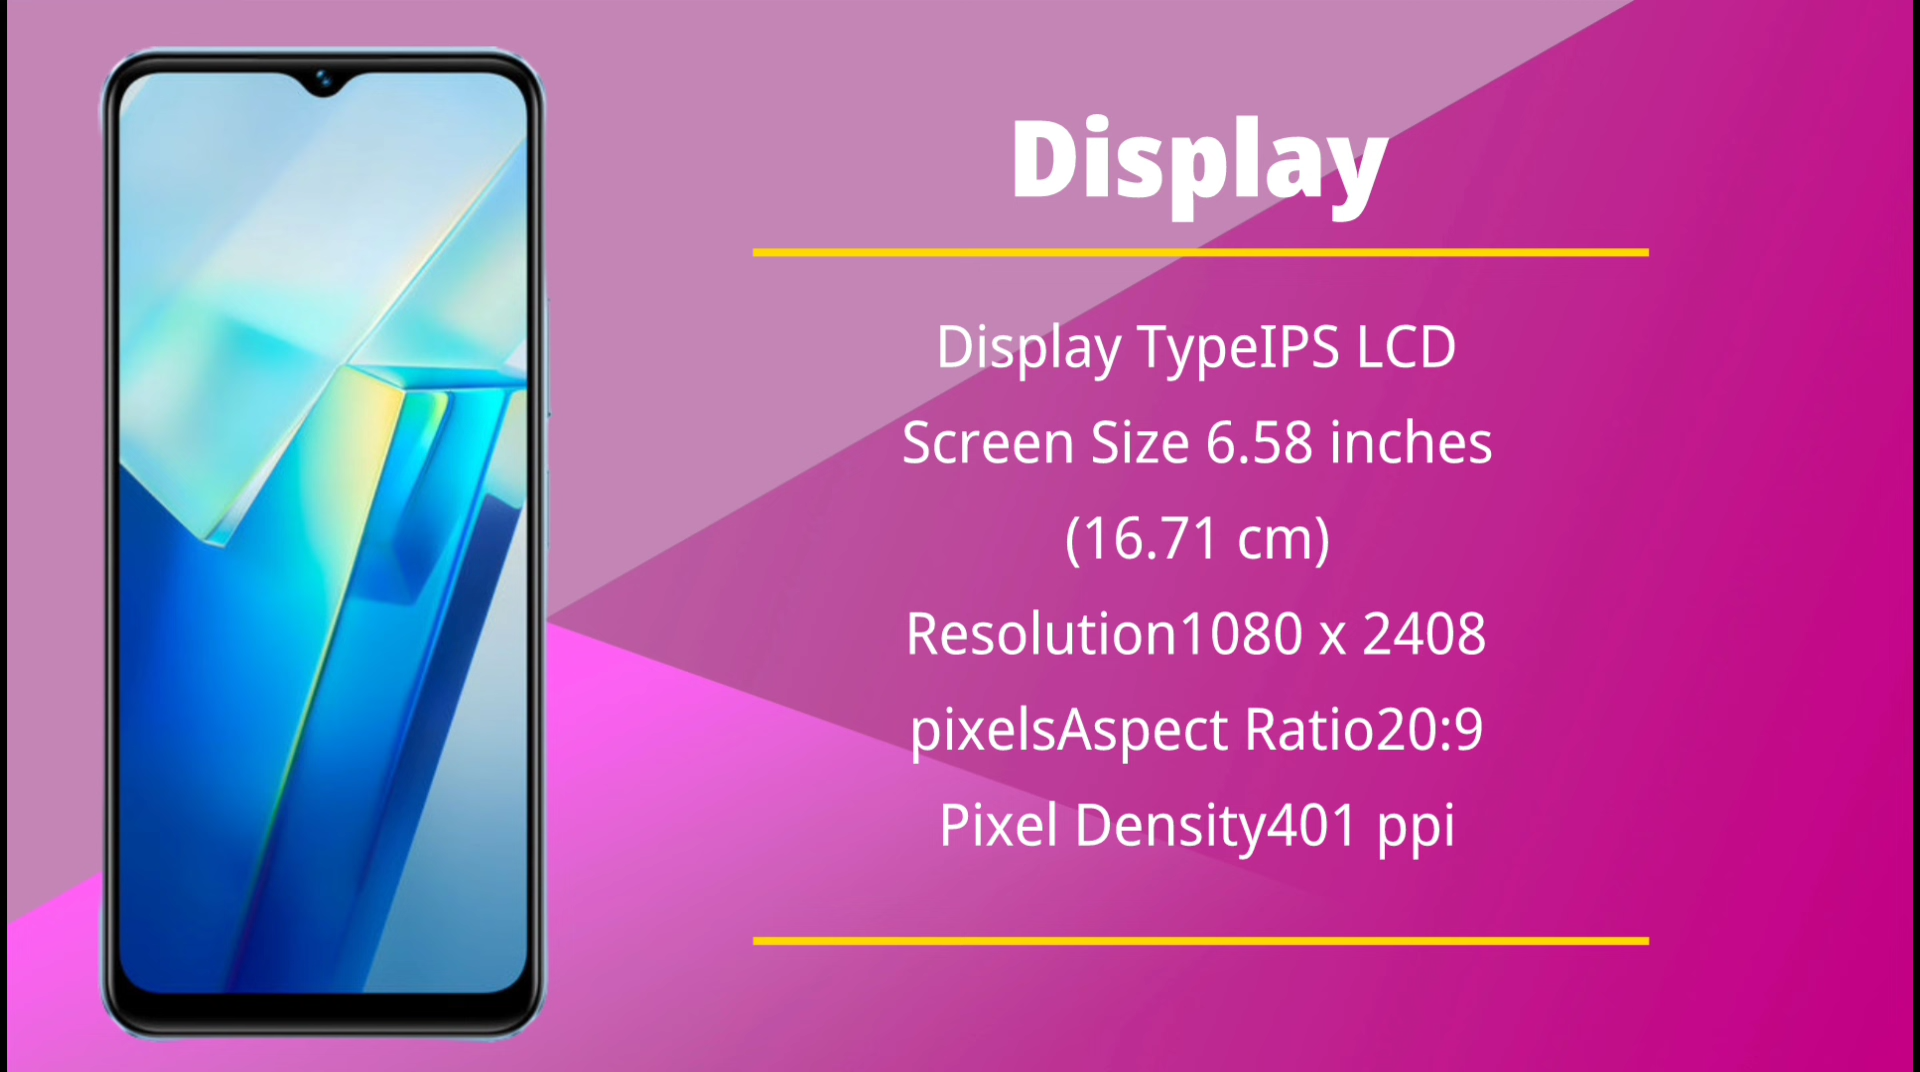 Display
Display TypeIPS LCD
Screen Size 6.58 inches
(16.71 cm)
Resolution1080 x 2408
pixelsAspect Ratio20:9
Pixel Density401 ppi